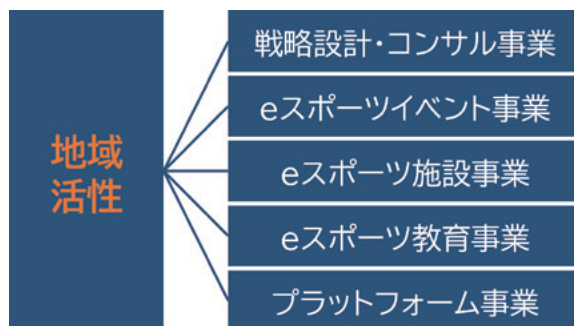 地域
活性
戦略設計・コンサル事業
eスポーツイベント事業
eスポーツ施設事業
eスポーツ教育事業
プラットフォーム事業